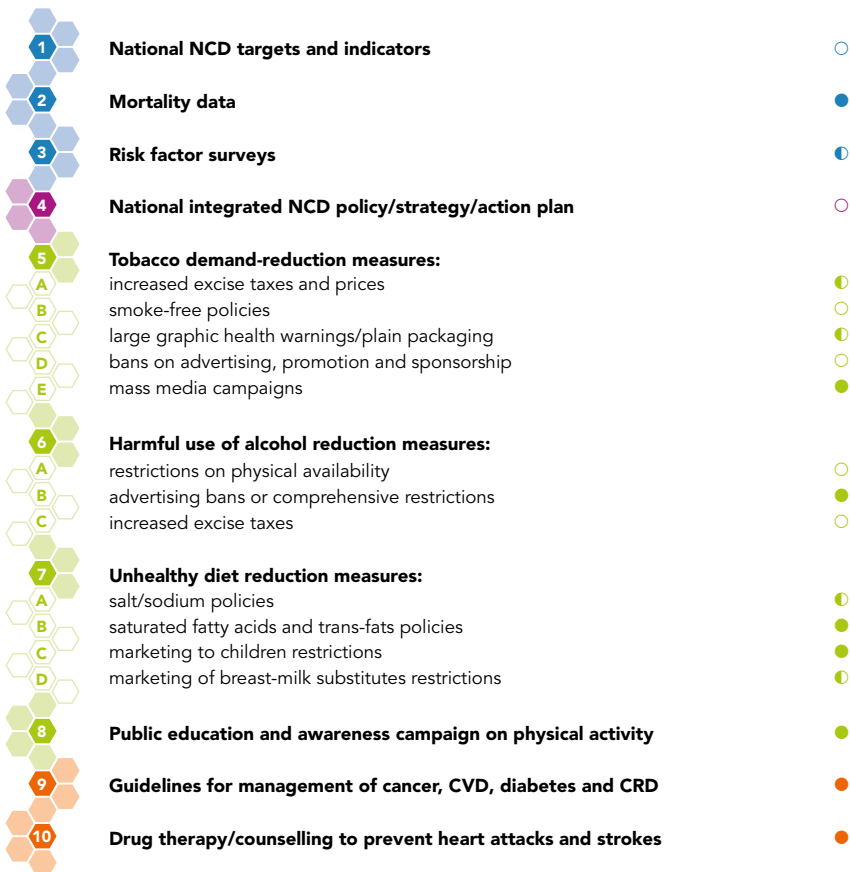 1 National NCD targets and indicators ○
2 Mortality data ●
3 Risk factor surveys ◐
4 National integrated NCD policy/strategy/action plan ○
5 Tobacco demand-reduction measures:
A increased excise taxes and prices ◐
B smoke-free policies ○
C large graphic health warnings/plain packaging ◐
D bans on advertising, promotion and sponsorship ○
E mass media campaigns ●
6 Harmful use of alcohol reduction measures:
A restrictions on physical availability ○
B advertising bans or comprehensive restrictions ●
C increased excise taxes ○
7 Unhealthy diet reduction measures:
A salt/sodium policies ◐
B saturated fatty acids and trans-fats policies ●
C marketing to children restrictions ●
D marketing of breast-milk substitutes restrictions ◐
8 Public education and awareness campaign on physical activity ●
9 Guidelines for management of cancer, CVD, diabetes and CRD ●
10 Drug therapy/counselling to prevent heart attacks and strokes ●